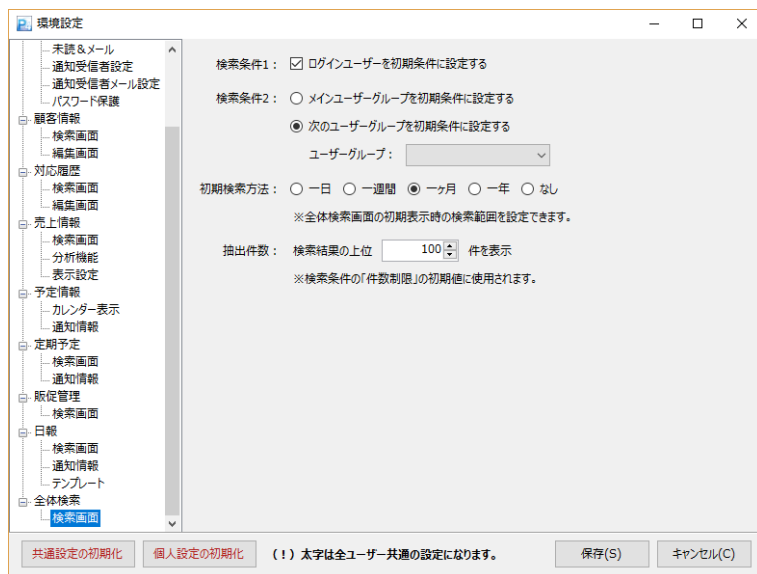 環境設定
未読&メール
通知受信者設定
通知受信者メール設定
パスワード保護
顧客情報
検索画面
編集画面
対応履歴
検索画面
編集画面
売上情報
検索画面
分析機能
表示設定
予定情報
カレンダー表示
通知情報
定期予定
検索画面
通知情報
販促管理
検索画面
日報
検索画面
通知情報
テンプレート
全体検索
検索画面
検索条件1: ログインユーザーを初期条件に設定する
検索条件2: メインユーザーグループを初期条件に設定する
次のユーザーグループを初期条件に設定する
ユーザーグループ:
初期検索方法: 一日 一週間 一ヶ月 一年 なし
※全体検索画面の初期表示時の検索範囲を設定できます。
抽出件数: 検索結果の上位 100 件を表示
※検索条件の「件数制限」の初期値に使用されます。
共通設定の初期化 個人設定の初期化 (!)太字は全ユーザー共通の設定になります。 保存(S) キャンセル(C)